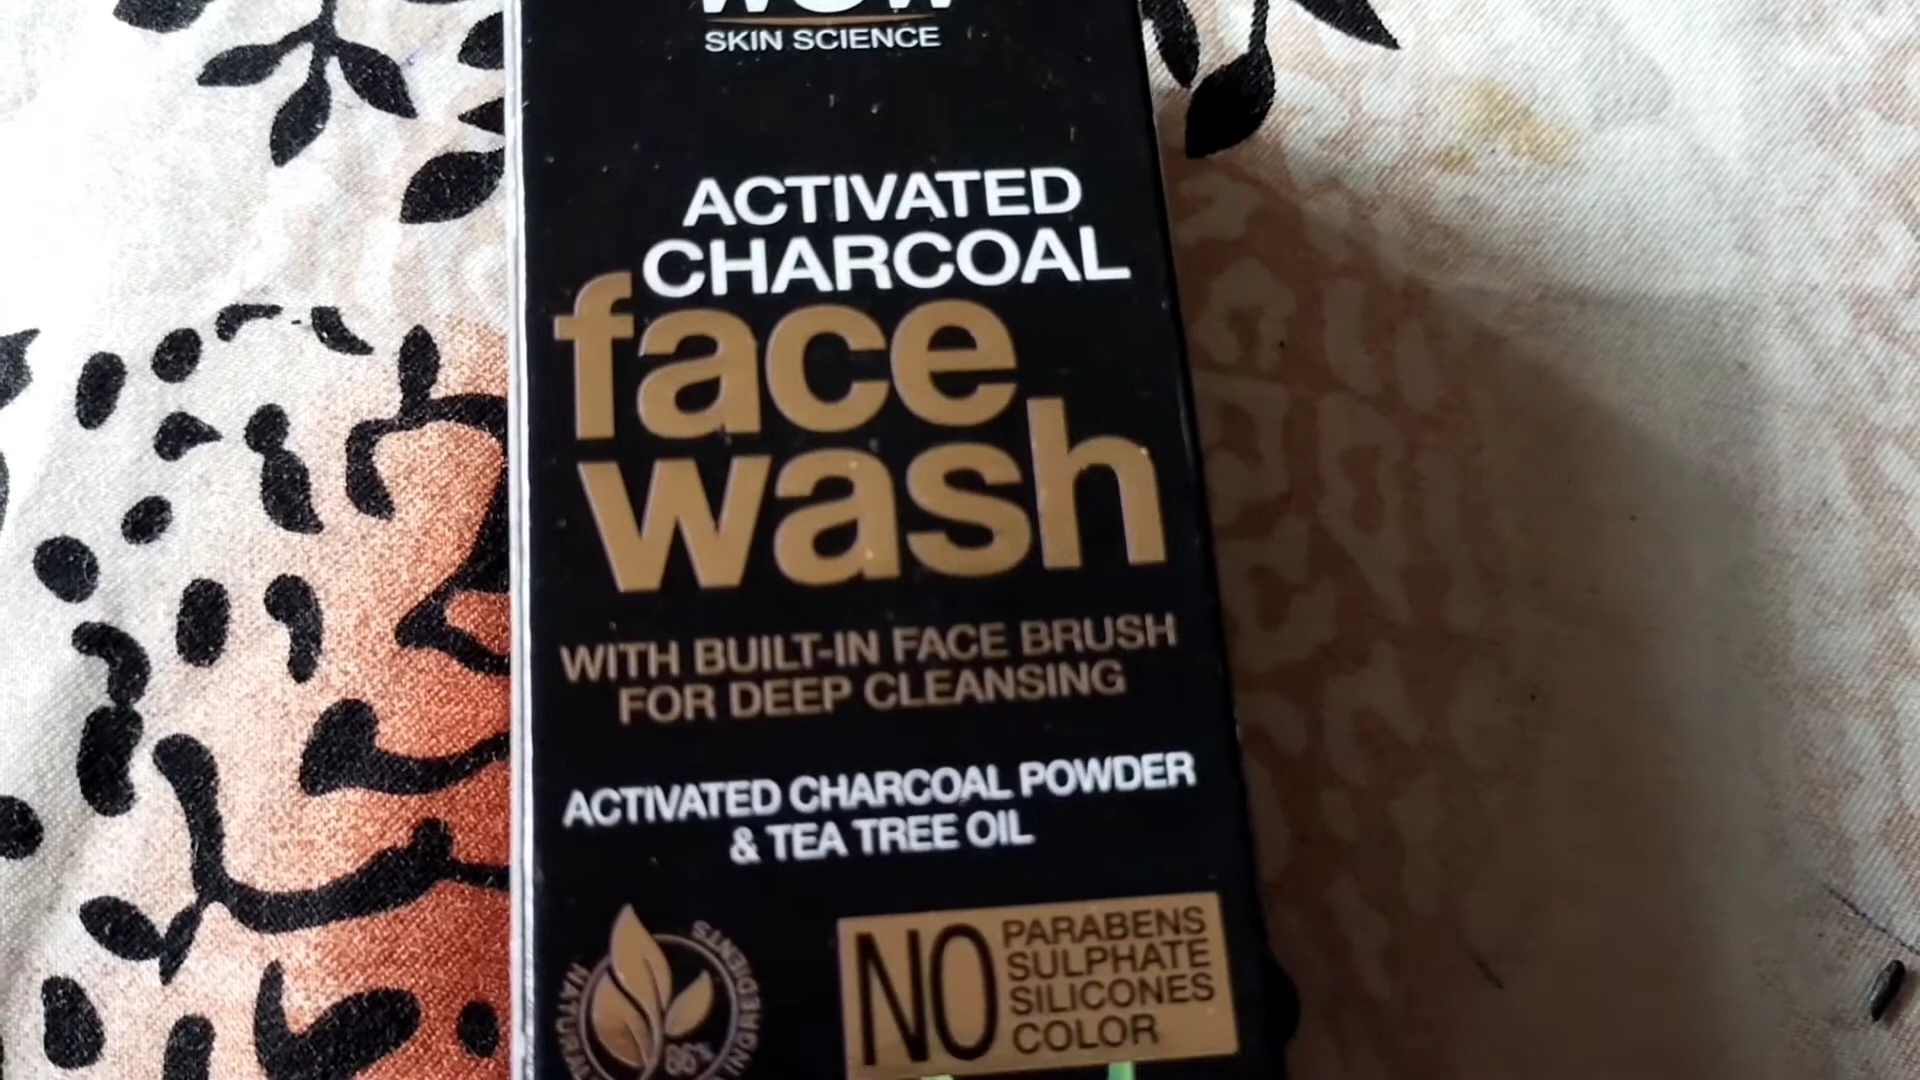 WOW
SKIN SCIENCE
ACTIVATED
CHARCOAL
face
wash
WITH BUILT-IN FACE BRUSH
FOR DEEP CLEANSING
ACTIVATED CHARCOAL POWDER
& TEA TREE OIL
NO
PARABENS
SULPHATE
SILICONES
COLOR